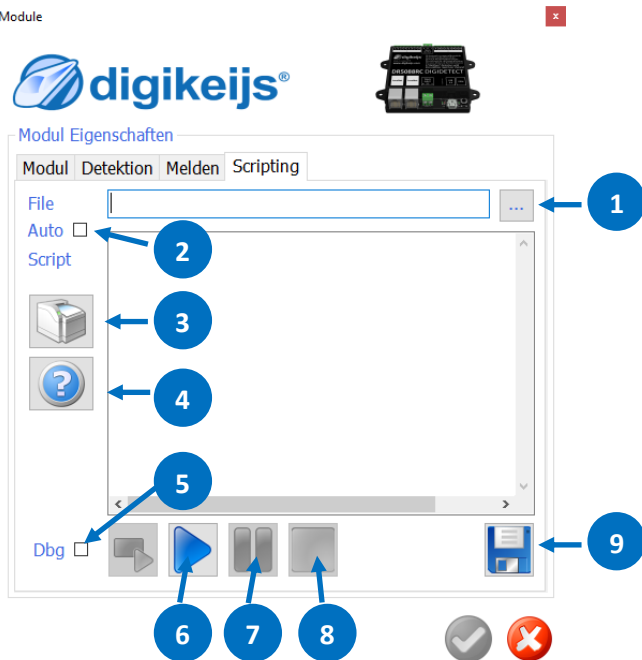 Module
x
digikeijs®
DR5088RC DIGIDETECT
Modul Eigenschaften
Modul Detektion Melden Scripting
File ... 1
Auto 2
Script
3
?
4
5
Dbg 9
6 7 8